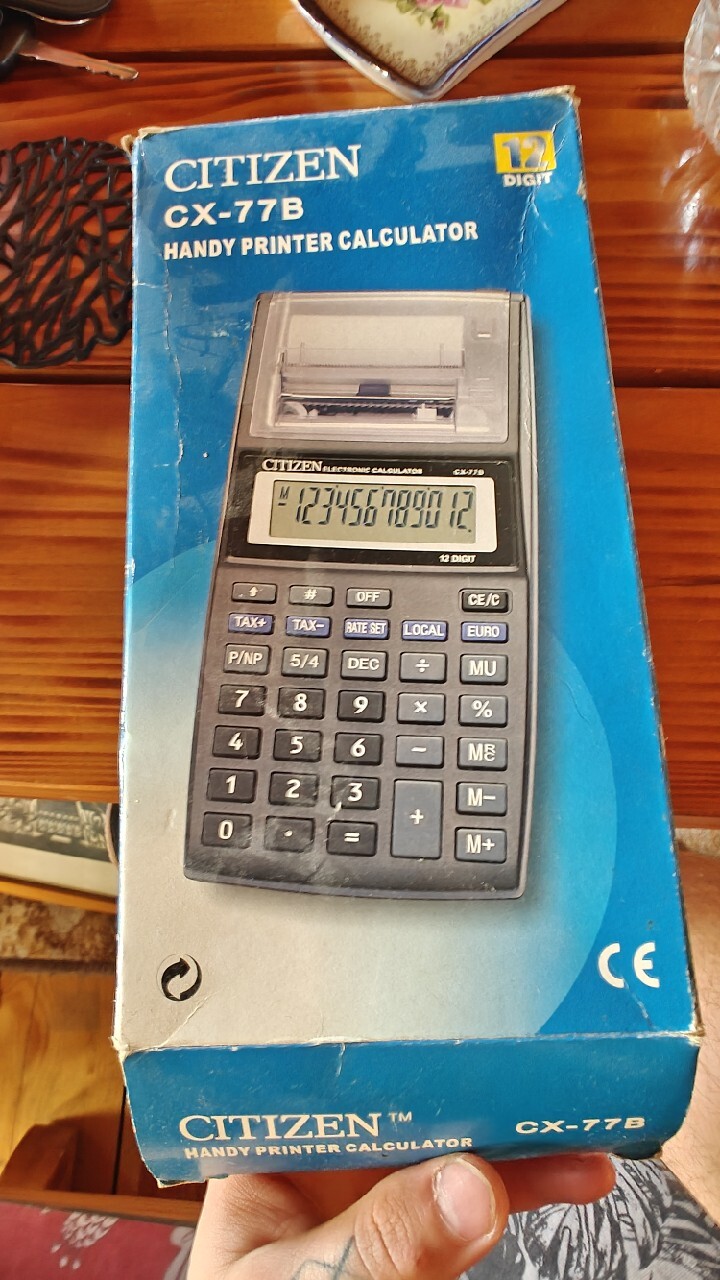 CITIZEN
12
DIGIT
CX-77B
HANDY PRINTER CALCULATOR
CITIZEN ELECTRONIC CALCULATOR CX-77B
M
-123456789012.
12 DIGIT
# OFF CE/C
TAX+ TAX- RATE SET LOCAL EURO
P/NP 5/4 DEC ÷ MU
7 8 9 × %
4 5 6 - MRC
1 2 3 + M-
0 . = M+
CE
CITIZEN™ CX-77B
HANDY PRINTER CALCULATOR